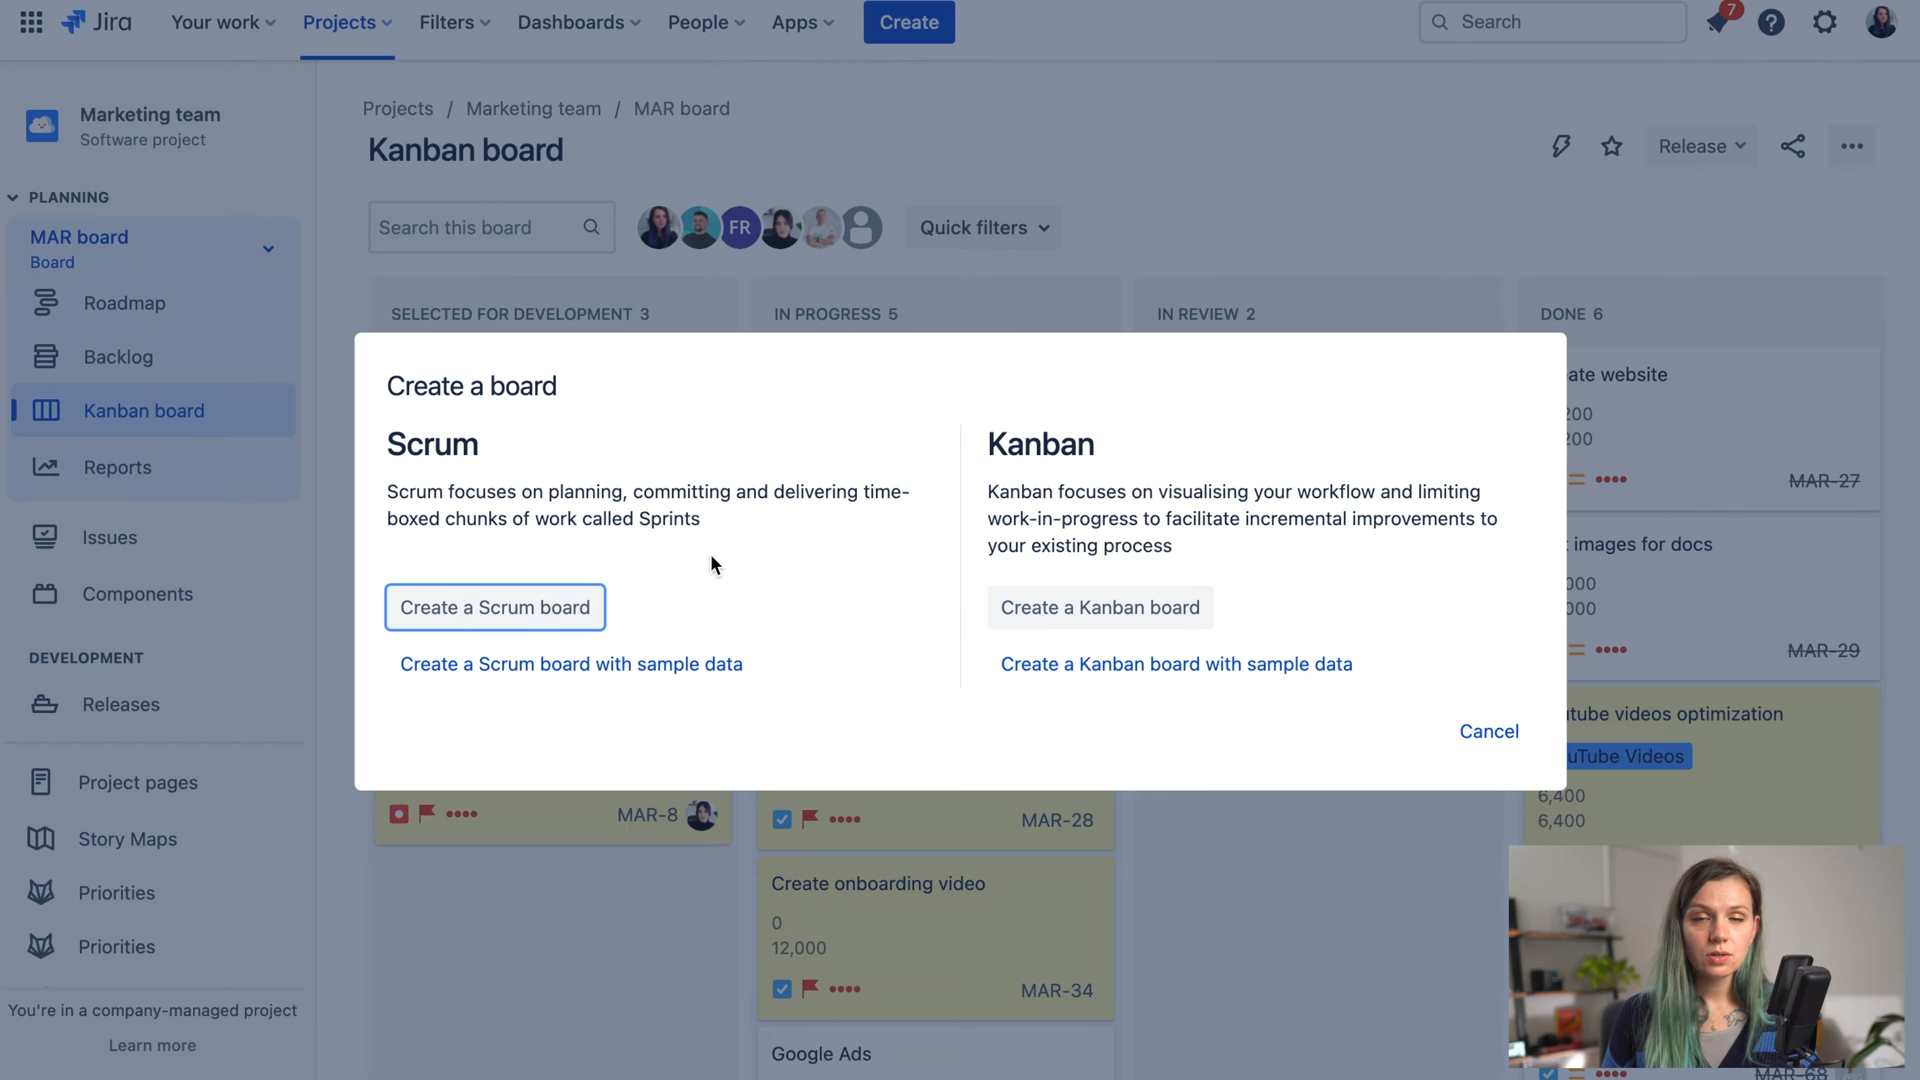 Jira
Your work
Projects
Filters
Dashboards
People
Apps
Create
Search
7
Marketing team
Software project
PLANNING
MAR board
Board
Roadmap
Backlog
Kanban board
Reports
Issues
Components
DEVELOPMENT
Releases
Project pages
Story Maps
Priorities
Priorities
You're in a company-managed project
Learn more
Projects / Marketing team / MAR board
Kanban board
Release
Search this board
FR
Quick filters
SELECTED FOR DEVELOPMENT 3
IN PROGRESS 5
IN REVIEW 2
DONE 6
Create a board
Scrum
Scrum focuses on planning, committing and delivering time-
boxed chunks of work called Sprints
Create a Scrum board
Create a Scrum board with sample data
Kanban
Kanban focuses on visualising your workflow and limiting
work-in-progress to facilitate incremental improvements to
your existing process
Create a Kanban board
Create a Kanban board with sample data
Cancel
MAR-8
MAR-28
Create onboarding video
0
12,000
MAR-34
Google Ads
ate website
200
200
MAR-27
images for docs
000
000
MAR-29
utube videos optimization
uTube Videos
6,400
6,400
MAR-68